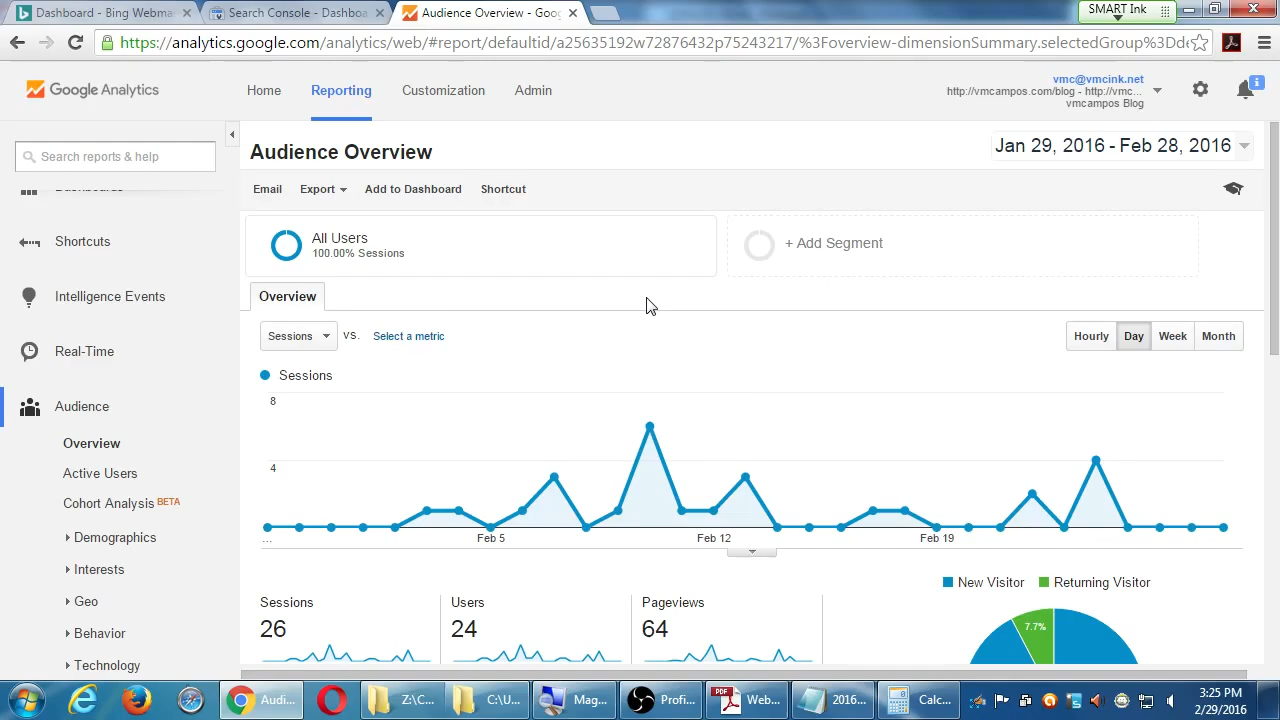 Dashboard - Bing Webma
Search Console - Dashboa
Audience Overview - Goo
SMART Ink
https://analytics.google.com/analytics/web/#report/defaultid/a25635192w72876432p75243217/%3Foverview-dimensionSummary.selectedGroup%3Dde
Google Analytics
Home
Reporting
Customization
Admin
vmc@vmcink.net
http://vmcampos.com/blog - http://vmc...
vmcampos Blog
i
Search reports & help
Audience Overview
Jan 29, 2016 - Feb 28, 2016
Dashboards
Email
Export
Add to Dashboard
Shortcut
Shortcuts
All Users
100.00% Sessions
+ Add Segment
Intelligence Events
Overview
Sessions
VS.
Select a metric
Hourly
Day
Week
Month
Real-Time
Sessions
8
4
Audience
Overview
Active Users
Cohort Analysis BETA
Demographics
Interests
Geo
Behavior
Technology
...
Feb 5
Feb 12
Feb 19
New Visitor
Returning Visitor
Sessions
26
Users
24
Pageviews
64
7.7%
Audi...
Z:\C...
C:\U...
Mag...
Profi...
PDF
Web...
2016...
Calc...
3:25 PM
2/29/2016